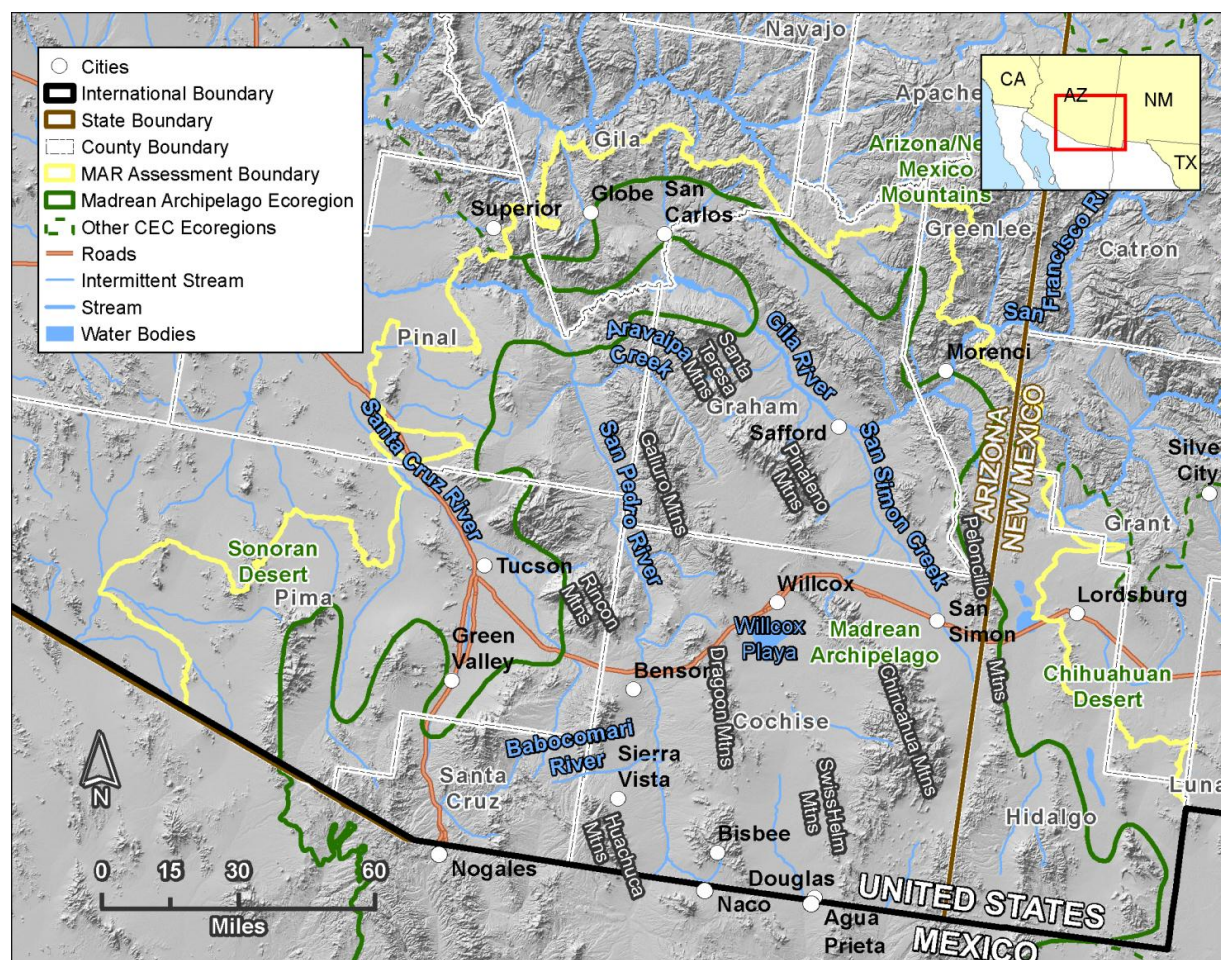 Cities
International Boundary
State Boundary
County Boundary
MAR Assessment Boundary
Madrean Archipelago Ecoregion
Other CEC Ecoregions
Roads
Intermittent Stream
Stream
Water Bodies
CA
AZ
NM
TX
Navajo
Apache
Gila
Arizona/Ne
Mexico
Mountains
Globe
San
Carlos
Superior
Greenlee
Catron
San Francisco Ri
Pinal
Aravaipa
Creek
Santa
Teresa
Mtns
Gila River
Morenci
Graham
Safford
Santa Cruz River
San Pedro River
Galiuro Mtns
Pinaleno
Mtns
San Simon Creek
ARIZONA
NEW MEXICO
Silve
City
Grant
Sonoran
Desert
Pima
Tucson
Rincon
Mtns
Willcox
Willcox
Playa
Peloncillo
Mtns
San
Simon
Lordsburg
Madrean
Archipelago
Green
Valley
Benson
Dragoon Mtns
Chiricahua Mtns
Chihuahuan
Desert
Cochise
Babocomari
River
Sierra
Vista
Santa
Cruz
SwissHelm
Mtns
Luna
Hidalgo
Huachuca
Mtns
Bisbee
Nogales
Naco
Douglas
Agua
Prieta
UNITED STATES
MEXICO
N
0 15 30 60
Miles